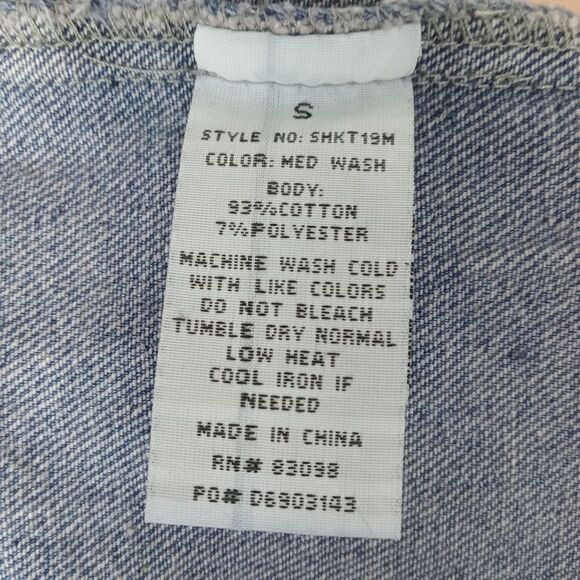 S
STYLE NO: SHKT19M
COLOR: MED WASH
BODY:
93%COTTON
7%POLYESTER
MACHINE WASH COLD
WITH LIKE COLORS
DO NOT BLEACH
TUMBLE DRY NORMAL
LOW HEAT
COOL IRON IF
NEEDED
MADE IN CHINA
RN# 83098
PO# D6903143